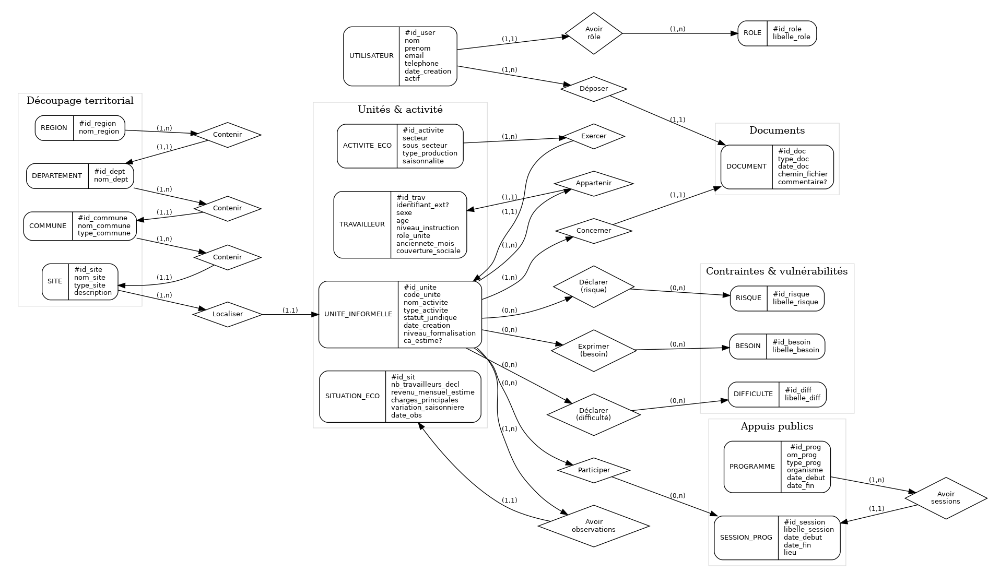 UTILISATEUR
#id_user
nom
prenom
email
telephone
date_creation
actif
(1,1)
Avoir
rôle
(1,n)
ROLE
#id_role
libelle_role
(1,n)
Déposer
(1,1)
Découpage territorial
REGION
#id_region
nom_region
(1,n)
Contenir
(1,1)
DEPARTEMENT
#id_dept
nom_dept
(1,n)
Contenir
(1,1)
COMMUNE
#id_commune
nom_commune
type_commune
(1,n)
Contenir
(1,1)
SITE
#id_site
nom_site
type_site
description
(1,n)
Localiser
(1,1)
Unités & activité
ACTIVITE_ECO
#id_activite
secteur
sous_secteur
type_production
saisonnalite
(1,n)
Exercer
TRAVAILLEUR
#id_trav
identifiant_ext?
sexe
age
niveau_instruction
role_unite
anciennete_mois
couverture_sociale
(1,1)
(1,1)
Appartenir
(1,n)
UNITE_INFORMELLE
#id_unite
code_unite
nom_activite
type_activite
statut_juridique
date_creation
niveau_formalisation
ca_estime?
(1,n)
Concerner
(1,1)
(0,n)
Déclarer
(risque)
(0,n)
(0,n)
Exprimer
(besoin)
(0,n)
(0,n)
Déclarer
(difficulté)
(0,n)
(0,n)
Participer
(0,n)
(1,n)
Avoir
observations
(1,1)
SITUATION_ECO
#id_sit
nb_travailleurs_decl
revenu_mensuel_estime
charges_principales
variation_saisonniere
date_obs
Documents
DOCUMENT
#id_doc
type_doc
date_doc
chemin_fichier
commentaire?
Contraintes & vulnérabilités
RISQUE
#id_risque
libelle_risque
BESOIN
#id_besoin
libelle_besoin
DIFFICULTE
#id_diff
libelle_diff
Appuis publics
PROGRAMME
#id_prog
om_prog
type_prog
organisme
date_debut
date_fin
(1,n)
Avoir
sessions
(1,1)
SESSION_PROG
#id_session
libelle_session
date_debut
date_fin
lieu